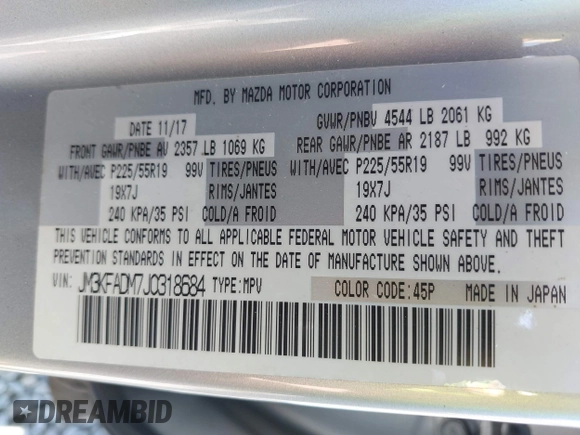 MFD. BY MAZDA MOTOR CORPORATION
DATE 11/17 GVWR/PNBV 4544 LB 2061 KG
FRONT GAWR/PNBE AV 2357 LB 1069 KG REAR GAWR/PNBE AR 2187 LB 992 KG
WITH/AVEC P225/55R19 99V TIRES/PNEUS WITH/AVEC P225/55R19 99V TIRES/PNEUS
19X7J RIMS/JANTES 19X7J RIMS/JANTES
240 KPA/35 PSI COLD/A FROID 240 KPA/35 PSI COLD/A FROID
THIS VEHICLE CONFORMS TO ALL APPLICABLE FEDERAL MOTOR VEHICLE SAFETY AND THEFT
PREVENTION STANDARDS IN EFFECT ON THE DATE OF MANUFACTURE SHOWN ABOVE.
VIN: JM3KFADM7J0318684 TYPE: MPV COLOR CODE: 45P MADE IN JAPAN
DREAMBID